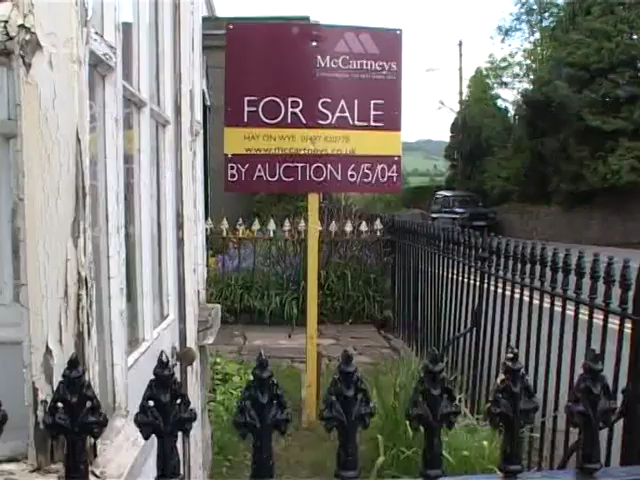 McCartneys
FOR SALE
HAY ON WYE
www.mccartneys.co.uk
BY AUCTION 6/5/04